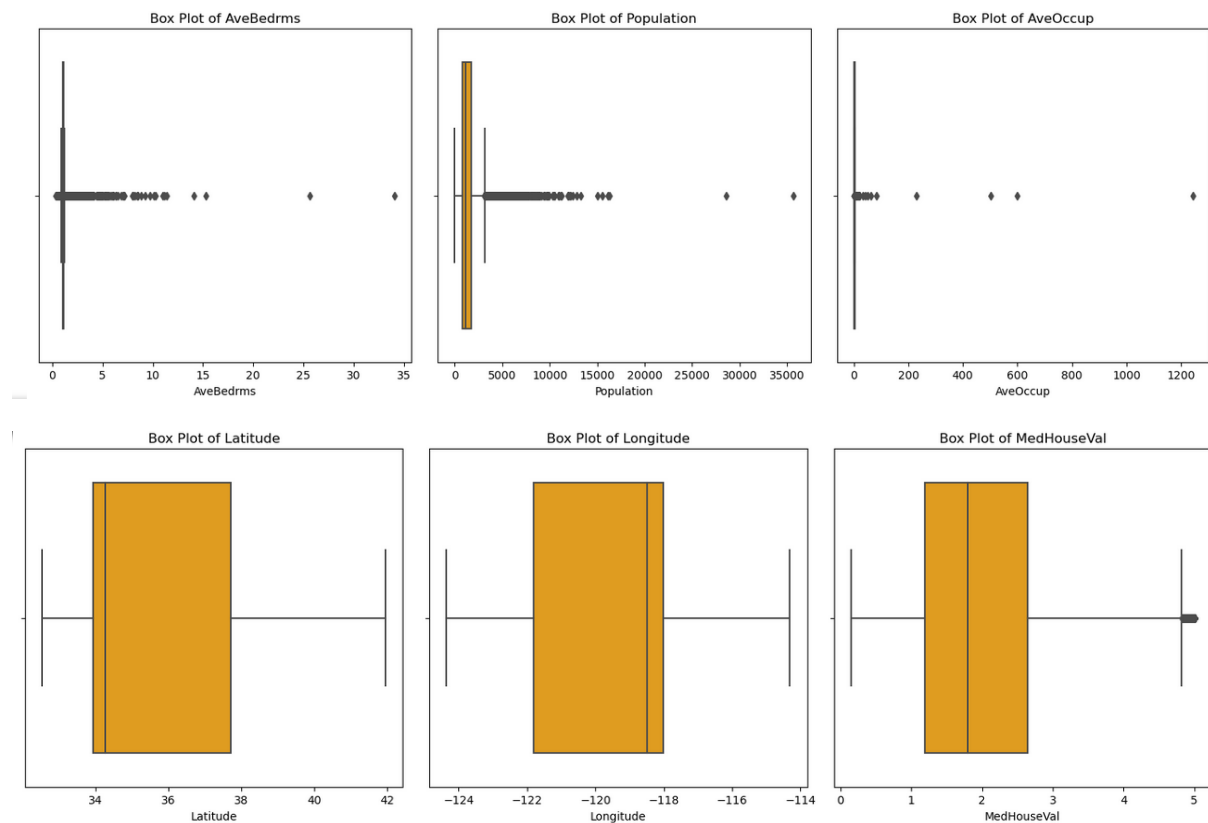 Box Plot of AveBedrms
Box Plot of Population
Box Plot of AveOccup
0 5 10 15 20 25 30 35
0 5000 10000 15000 20000 25000 30000 35000
0 200 400 600 800 1000 1200
AveBedrms
Population
AveOccup
Box Plot of Latitude
Box Plot of Longitude
Box Plot of MedHouseVal
34 36 38 40 42
−124 −122 −120 −118 −116 −114
0 1 2 3 4 5
Latitude
Longitude
MedHouseVal